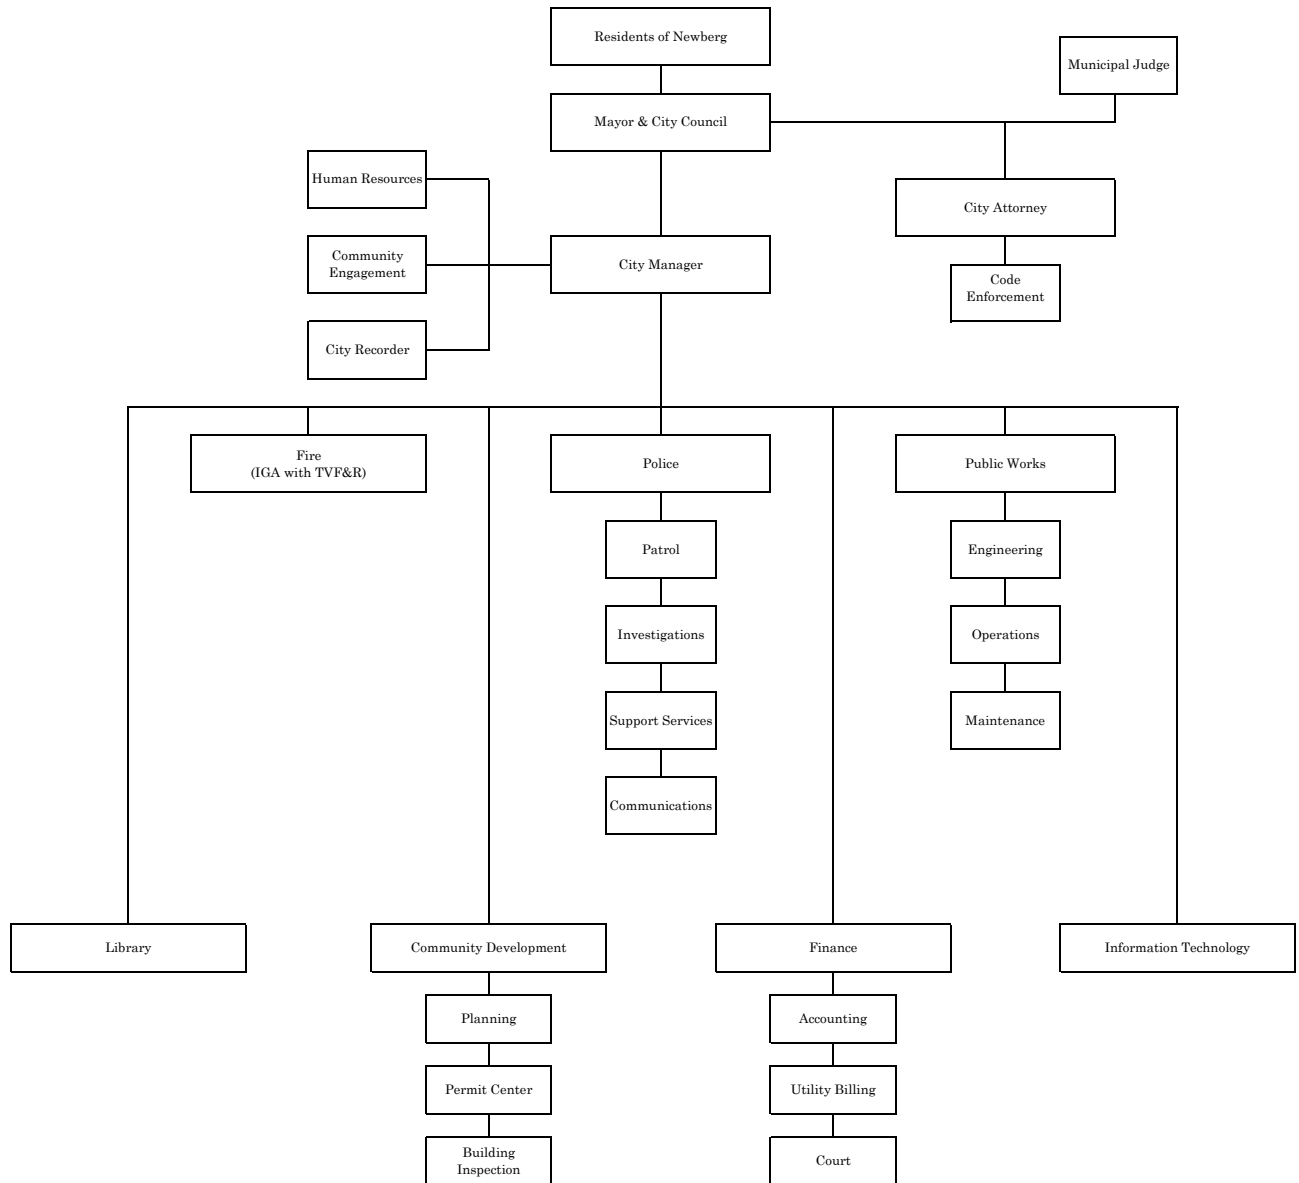 Residents of Newberg
Municipal Judge
Mayor & City Council
Human Resources
City Attorney
Community
Engagement
City Manager
Code
Enforcement
City Recorder
Fire
(IGA with TVF&R)
Police
Public Works
Patrol
Engineering
Investigations
Operations
Support Services
Maintenance
Communications
Library
Community Development
Finance
Information Technology
Planning
Accounting
Permit Center
Utility Billing
Building
Inspection
Court